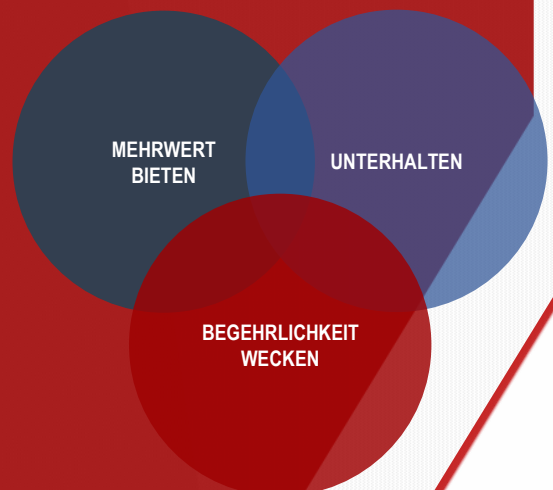 MEHRWERT
BIETEN
UNTERHALTEN
BEGEHRLICHKEIT
WECKEN